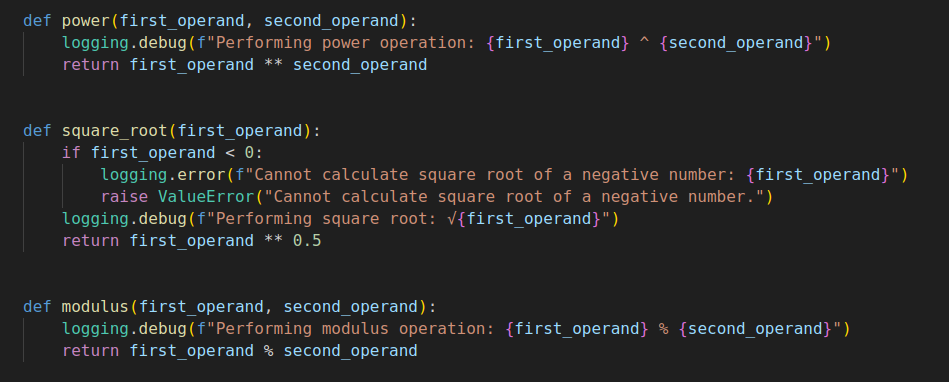 def power(first_operand, second_operand):
    logging.debug(f"Performing power operation: {first_operand} ^ {second_operand}")
    return first_operand ** second_operand
def square_root(first_operand):
    if first_operand < 0:
        logging.error(f"Cannot calculate square root of a negative number: {first_operand}")
        raise ValueError("Cannot calculate square root of a negative number.")
    logging.debug(f"Performing square root: √{first_operand}")
    return first_operand ** 0.5
def modulus(first_operand, second_operand):
    logging.debug(f"Performing modulus operation: {first_operand} % {second_operand}")
    return first_operand % second_operand